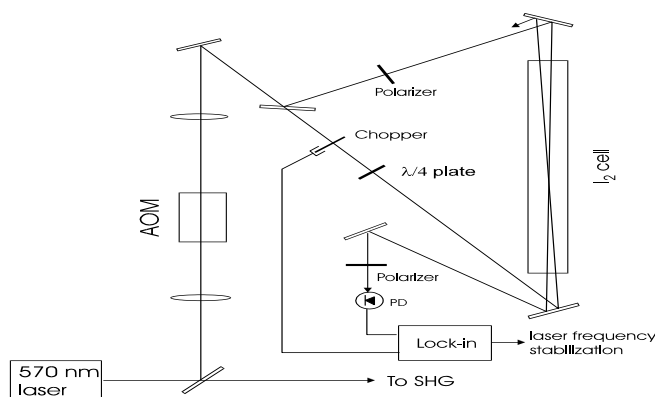 Polarizer
Chopper
λ/4 plate
I2 cell
AOM
Polarizer
PD
Lock-in
laser frequency
stabilization
570 nm
laser
To SHG